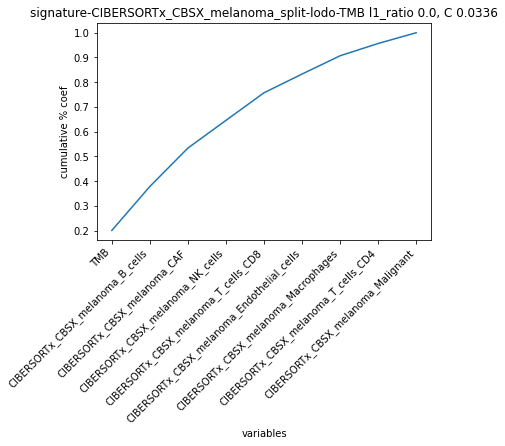 signature-CIBERSORTx_CBSX_melanoma_split-lodo-TMB l1_ratio 0.0, C 0.0336
cumulative % coef
1.0
0.9
0.8
0.7
0.6
0.5
0.4
0.3
0.2
TMB
CIBERSORTx_CBSX_melanoma_B_cells
CIBERSORTx_CBSX_melanoma_CAF
CIBERSORTx_CBSX_melanoma_NK_cells
CIBERSORTx_CBSX_melanoma_T_cells_CD8
CIBERSORTx_CBSX_melanoma_Endothelial_cells
CIBERSORTx_CBSX_melanoma_Macrophages
CIBERSORTx_CBSX_melanoma_T_cells_CD4
CIBERSORTx_CBSX_melanoma_Malignant
variables